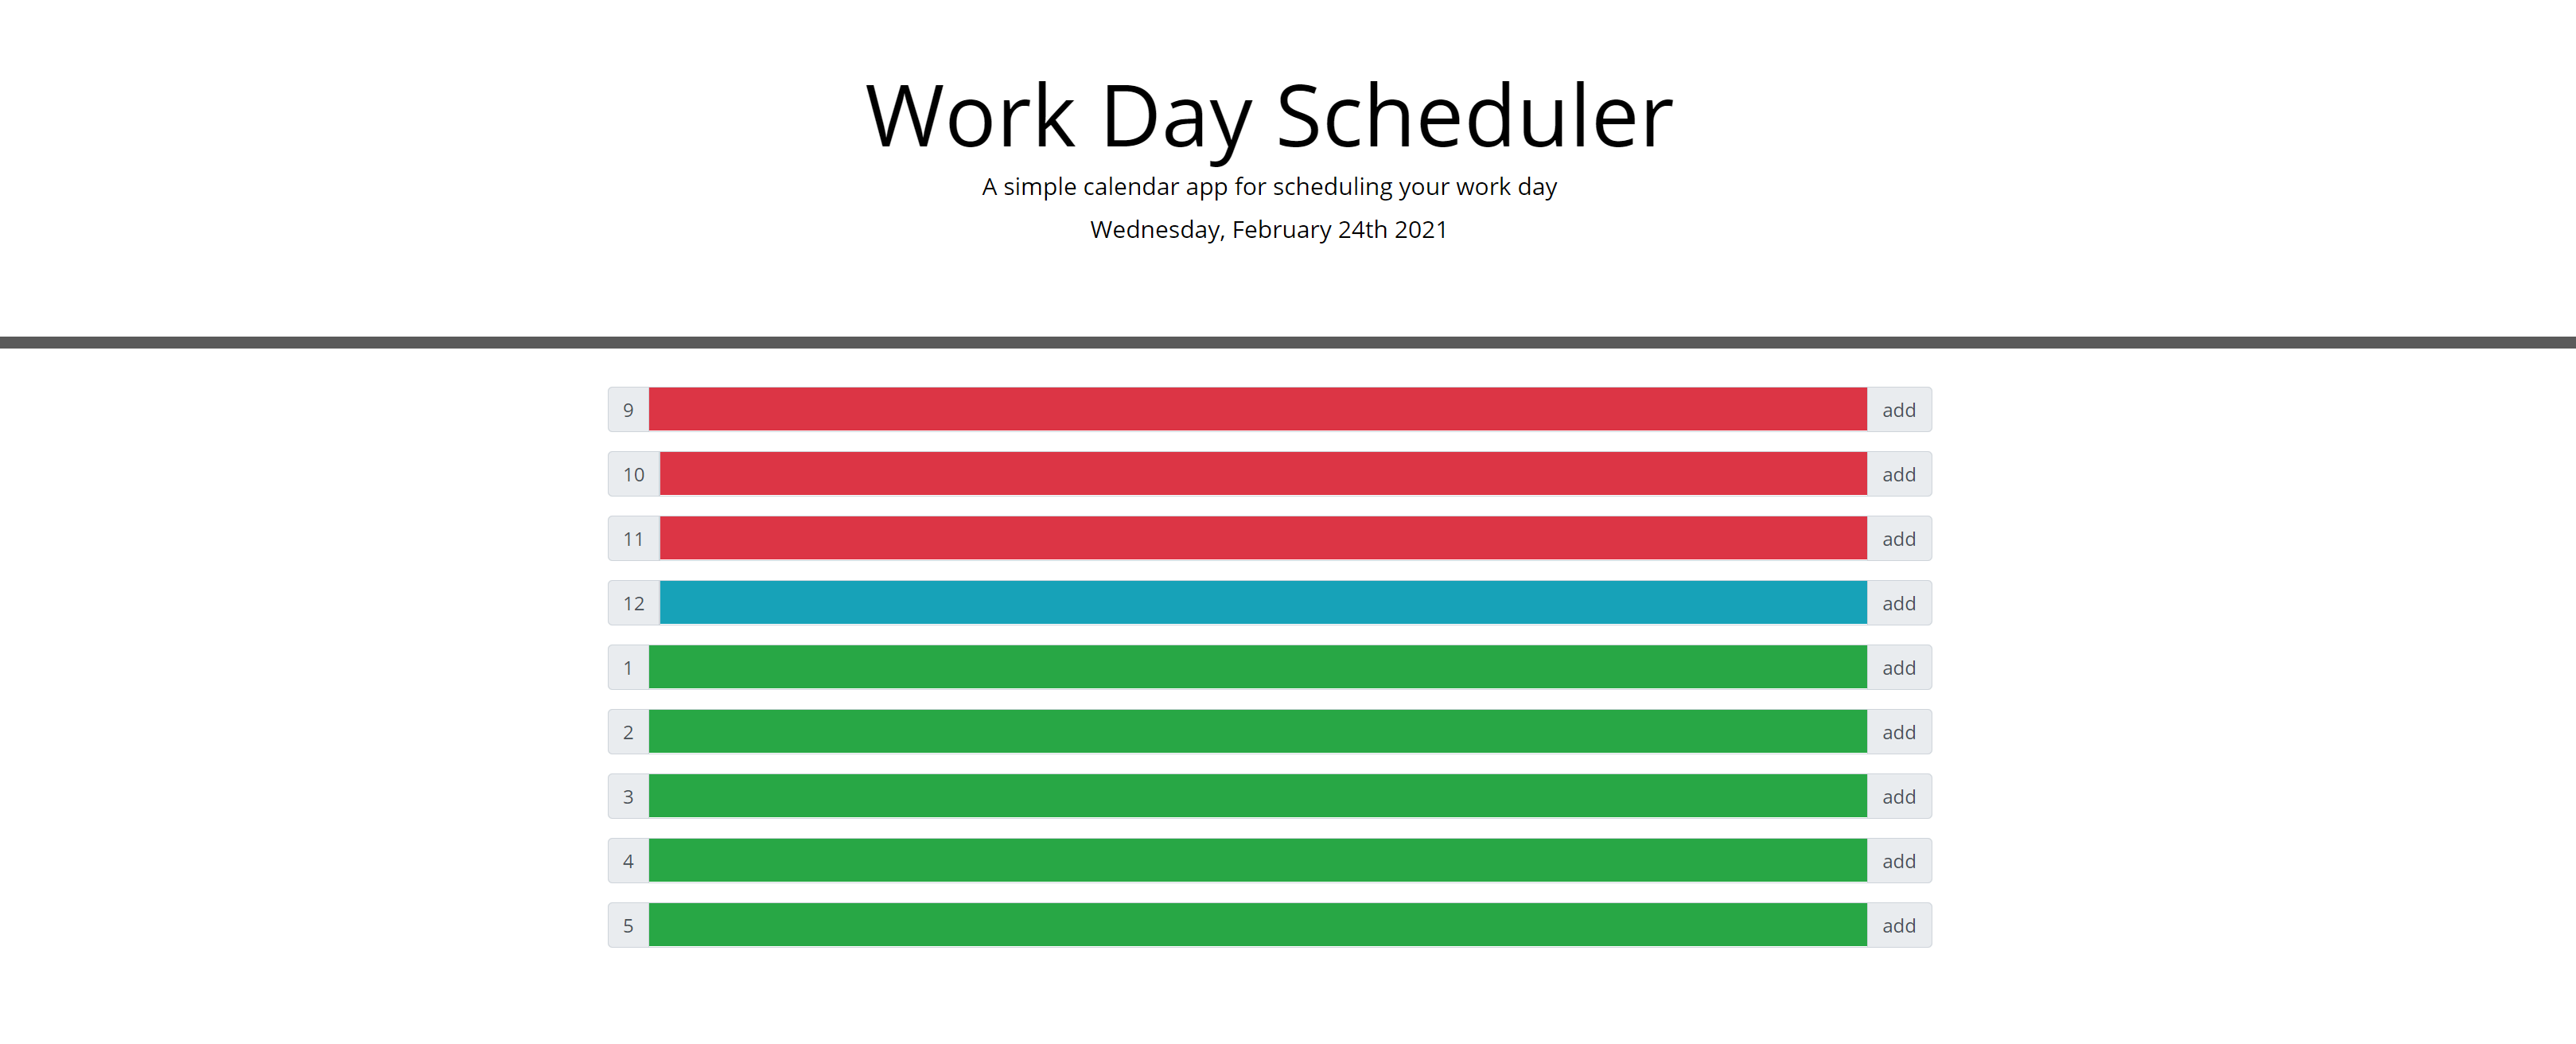 Work Day Scheduler
A simple calendar app for scheduling your work day
Wednesday, February 24th 2021
9 add
10 add
11 add
12 add
1 add
2 add
3 add
4 add
5 add